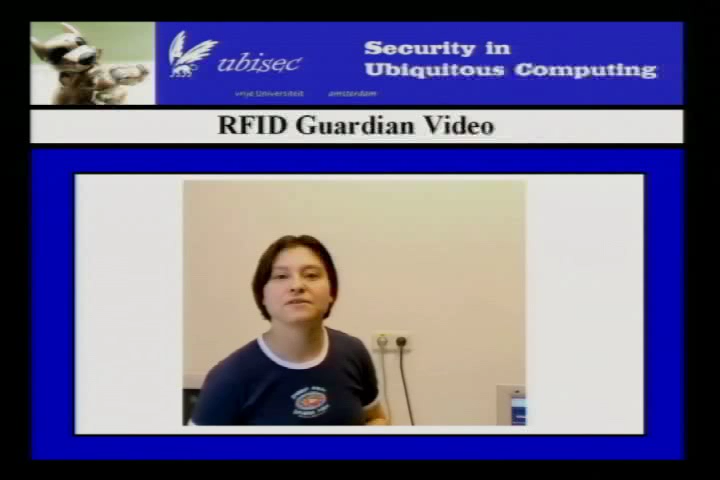 ubisec
Security in
Ubiquitous Computing
vrije Universiteit amsterdam
RFID Guardian Video